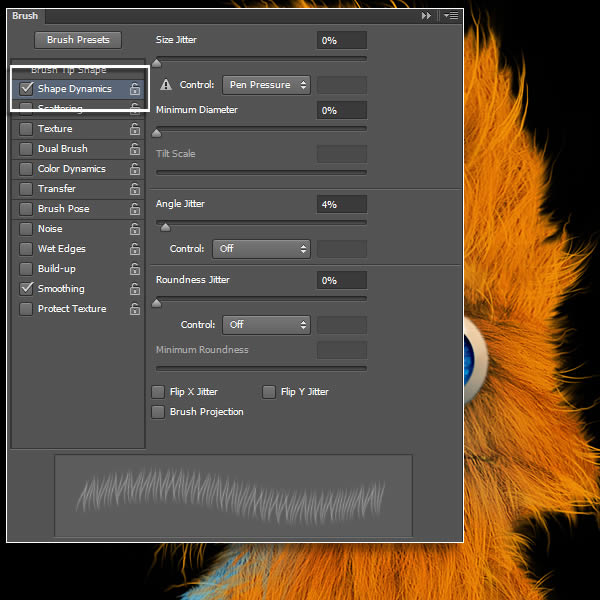 Brush
Brush Presets
Brush Tip Shape
Shape Dynamics
Scattering
Texture
Dual Brush
Color Dynamics
Transfer
Brush Pose
Noise
Wet Edges
Build-up
Smoothing
Protect Texture
Size Jitter 0%
Control: Pen Pressure
Minimum Diameter 0%
Tilt Scale
Angle Jitter 4%
Control: Off
Roundness Jitter 0%
Control: Off
Minimum Roundness
Flip X Jitter Flip Y Jitter
Brush Projection